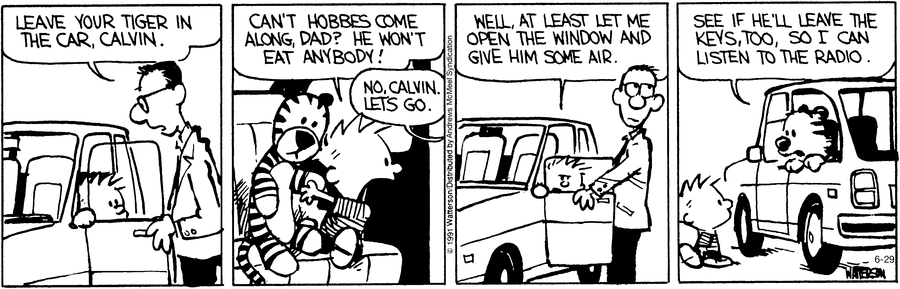 LEAVE YOUR TIGER IN
THE CAR, CALVIN.
CAN'T HOBBES COME
ALONG, DAD? HE WON'T
EAT ANYBODY!
NO, CALVIN.
LET'S GO.
© 1991 Watterson/Distributed by Andrews McMeel Syndication
WELL, AT LEAST LET ME
OPEN THE WINDOW AND
GIVE HIM SOME AIR.
SEE IF HE'LL LEAVE THE
KEYS, TOO, SO I CAN
LISTEN TO THE RADIO.
6-29
WATTERSON